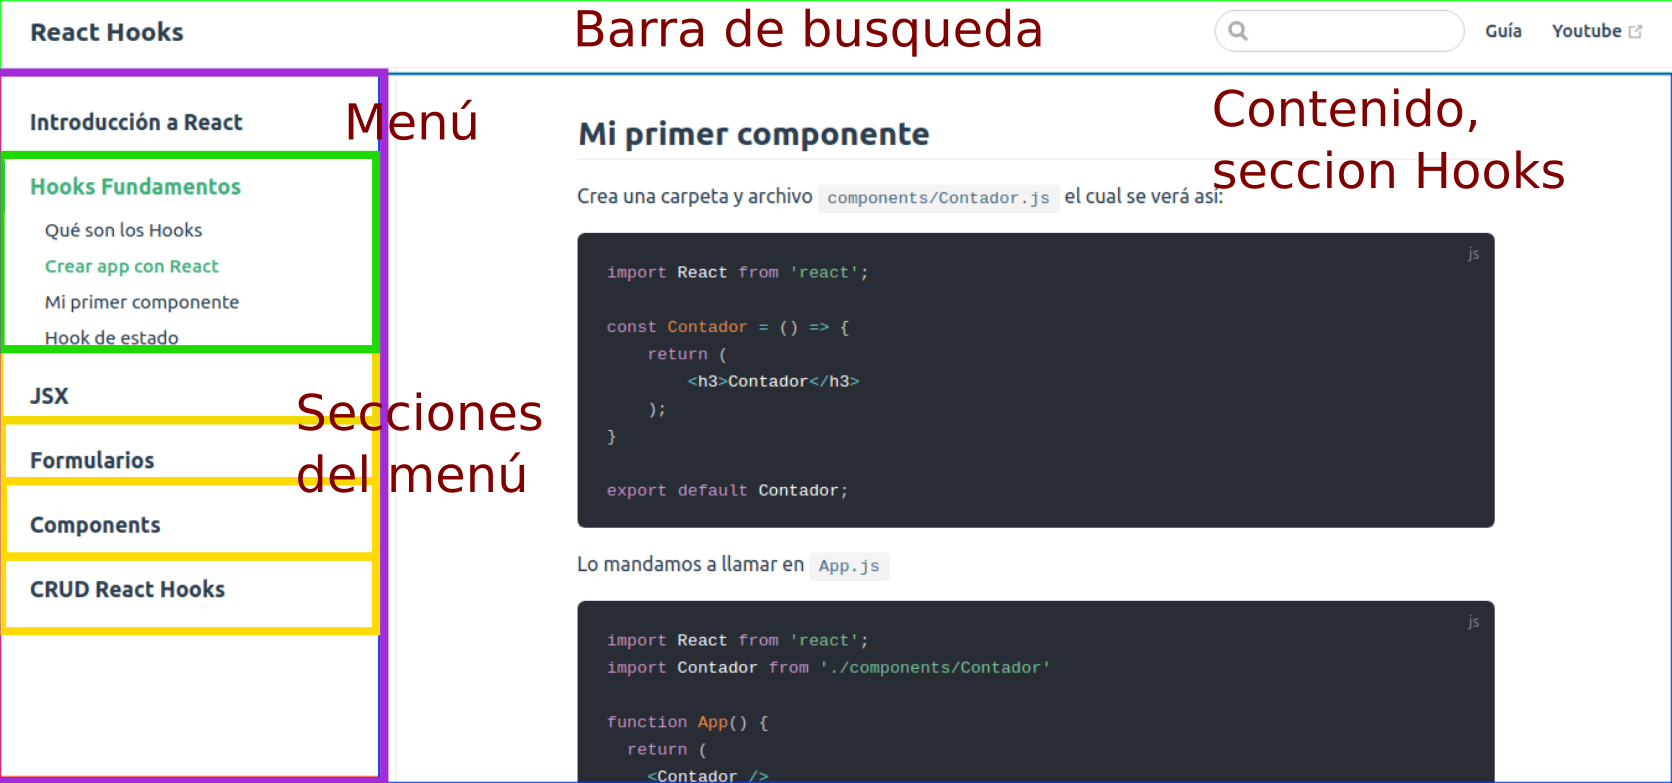 React Hooks
Barra de busqueda
Guía Youtube
Menú
Introducción a React
Hooks Fundamentos
Qué son los Hooks
Crear app con React
Mi primer componente
Hook de estado
JSX
Formularios
Components
CRUD React Hooks
Secciones
del menú
Contenido,
seccion Hooks
Mi primer componente
Crea una carpeta y archivo components/Contador.js el cual se verá así:
js
import React from 'react';
const Contador = () => {
return (
<h3>Contador</h3>
);
}
export default Contador;
Lo mandamos a llamar en App.js
js
import React from 'react';
import Contador from './components/Contador'
function App() {
return (
<Contador />